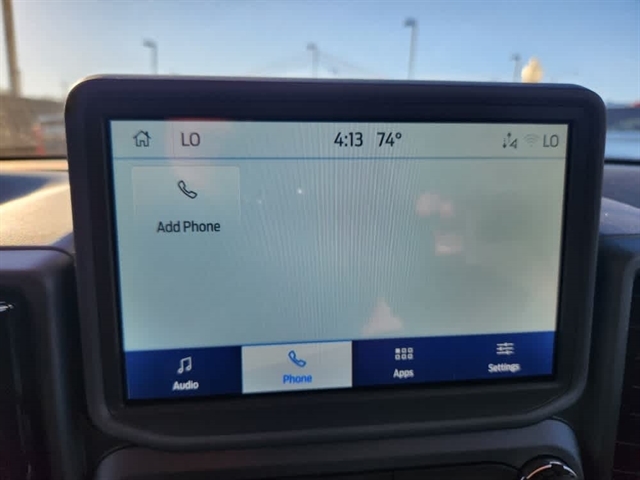 LO 4:13 74° LO
Add Phone
Audio Phone Apps Settings